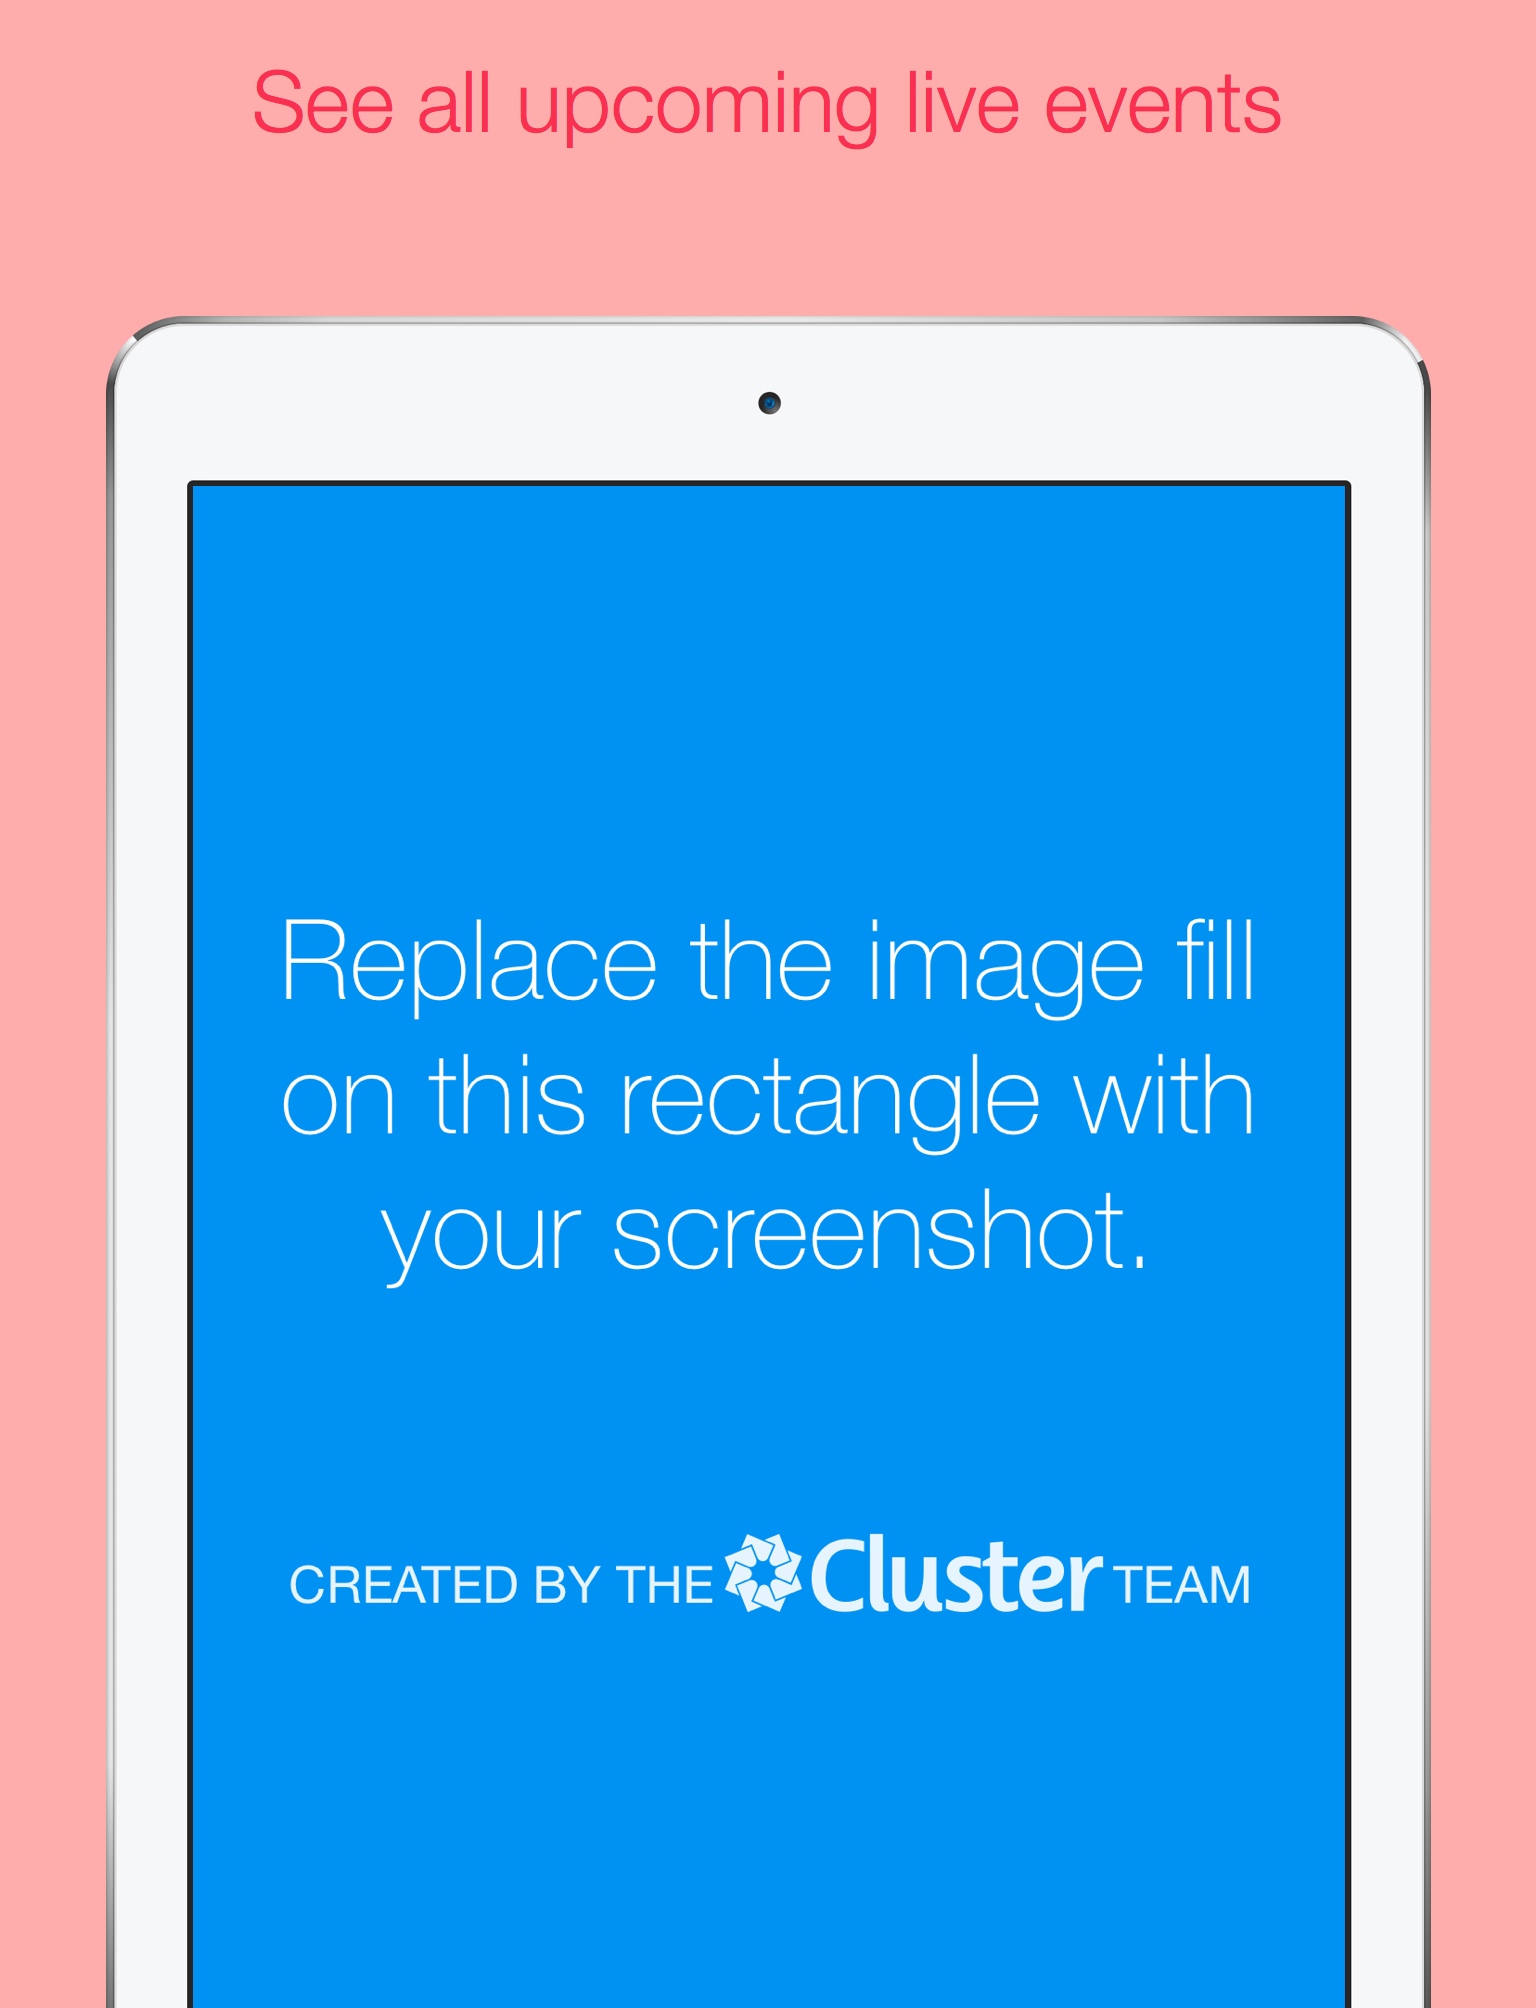 See all upcoming live events
Replace the image fill
on this rectangle with
your screenshot.
CREATED BY THE Cluster TEAM